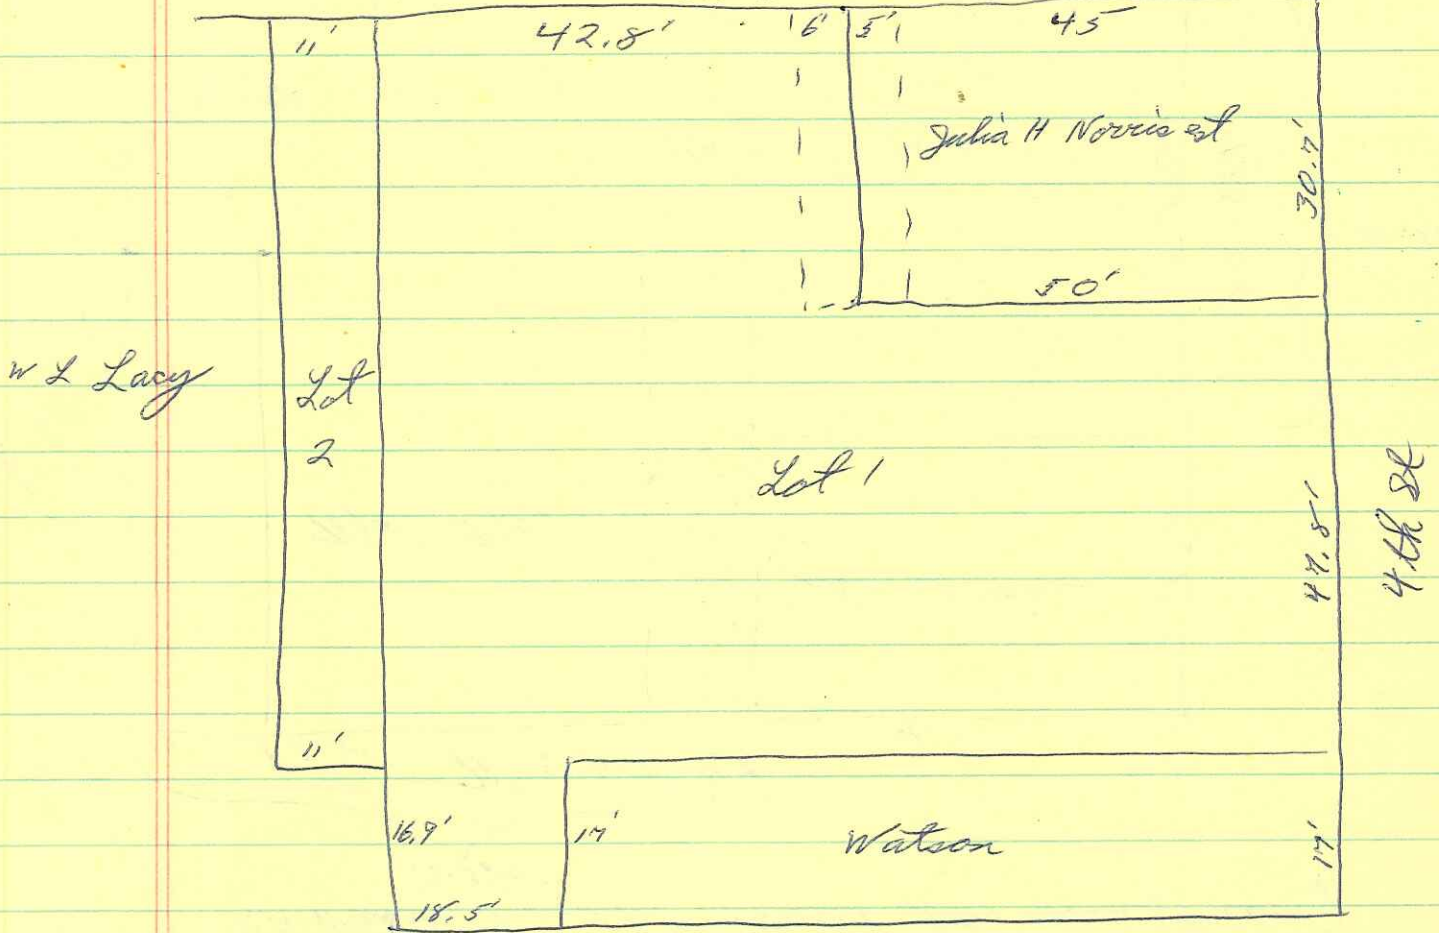 11' 42.8' 6' 5' 45
Julia H Norris est
30.7'
50'
W L Lacy
Lot
2
Lot 1
47.8'
4th St
11'
16.9' 17' Watson 17'
18.5'